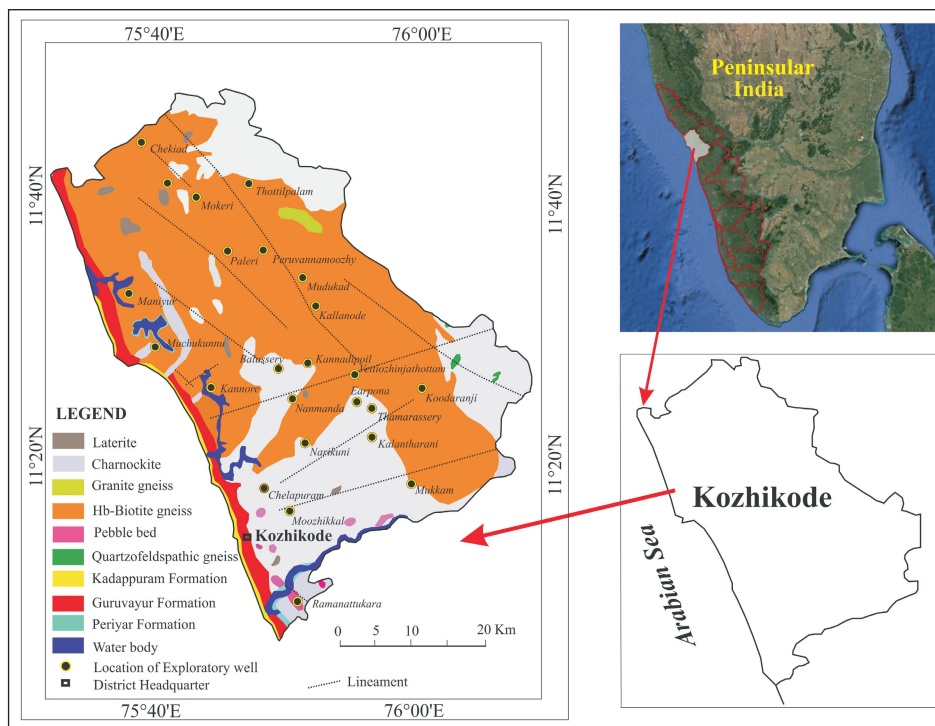 75°40'E
76°00'E
11°40'N
11°20'N
11°40'N
11°20'N
75°40'E
76°00'E
Chekiad
Thottilpalam
Mokeri
Paleri
Peruvannamoozhy
Mudukad
Kallanode
Maniyur
Muchukunnu
Balussery
Kannadipoil
Kannore
Nanmanda
Earpona
Thamarassery
Koodaranji
Narikuni
Kalantharani
Chelapuram
Mukkam
Moozhikkal
Kozhikode
Ramanattukara
LEGEND
Laterite
Charnockite
Granite gneiss
Hb-Biotite gneiss
Pebble bed
Quartzofeldspathic gneiss
Kadappuram Formation
Guruvayur Formation
Periyar Formation
Water body
Location of Exploratory well
District Headquarter
0 5 10 20 Km
Lineament
Peninsular
India
Kozhikode
Arabian Sea